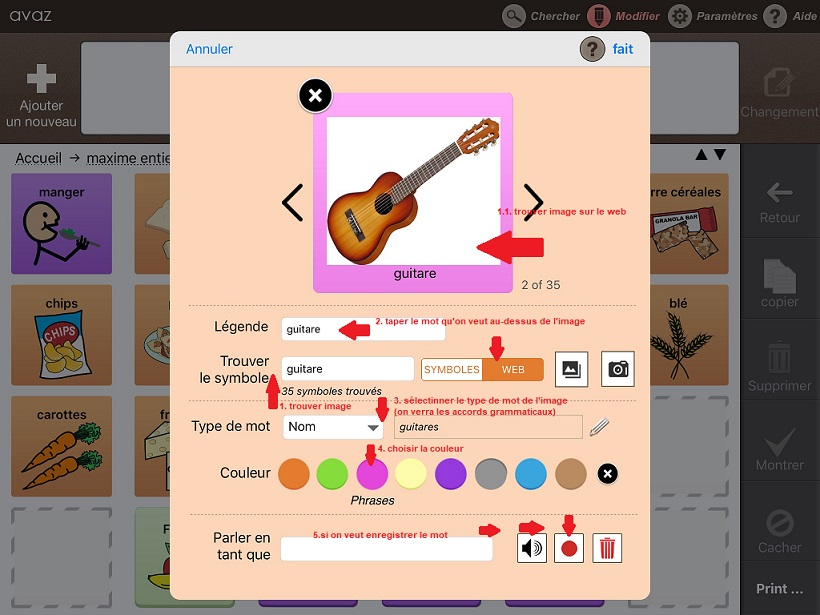 avaz
Chercher
Modifier
Paramètres
Aide
Annuler
?
fait
Ajouter
un nouveau
Changement
Accueil → maxime entie
manger
rre céréales
GRANOLA BAR
Retour
1.1. trouver image sur le web
guitare
2 of 35
chips
CHIPS
blé
copier
Légende
guitare
2. taper le mot qu'on veut au-dessus de l'image
Trouver
le symbole
guitare
SYMBOLES
WEB
35 symboles trouvés
Supprimer
carottes
fr
1. trouver image
3. sélectinner le type de mot de l'image
(on verra les accords grammaticaux)
Type de mot
Nom
guitares
4. choisir la couleur
Montrer
Couleur
Phrases
F
5.si on veut enregistrer le mot
Parler en
tant que
Cacher
Print ...